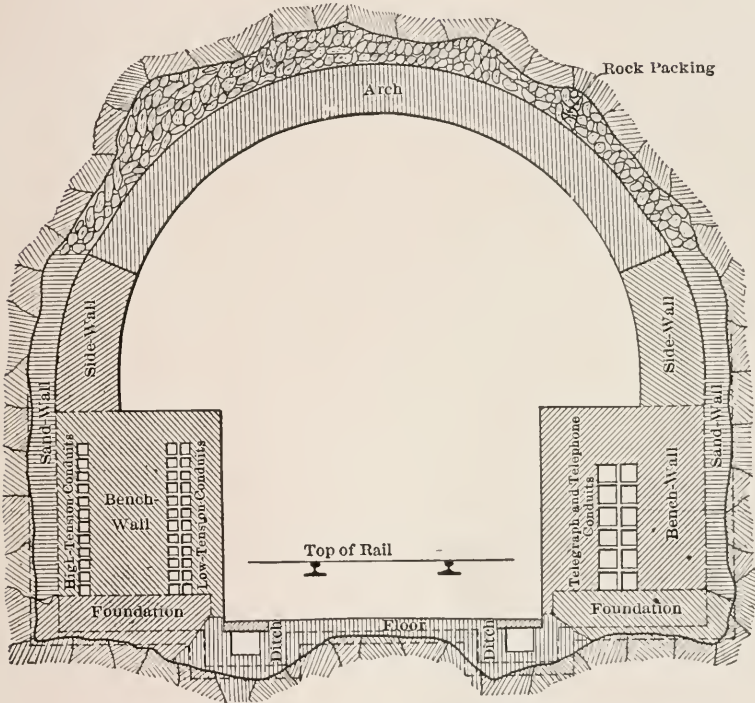 Rock Packing
Arch
Side-Wall
Side-Wall
Sand-Wall
Sand-Wall
High-Tension-Conduits
Bench-
Wall
Low-Tension-Conduits
Telegraph and Telephone
Conduits
Bench-Wall
Top of Rail
Foundation
Foundation
Floor
Ditch
Ditch